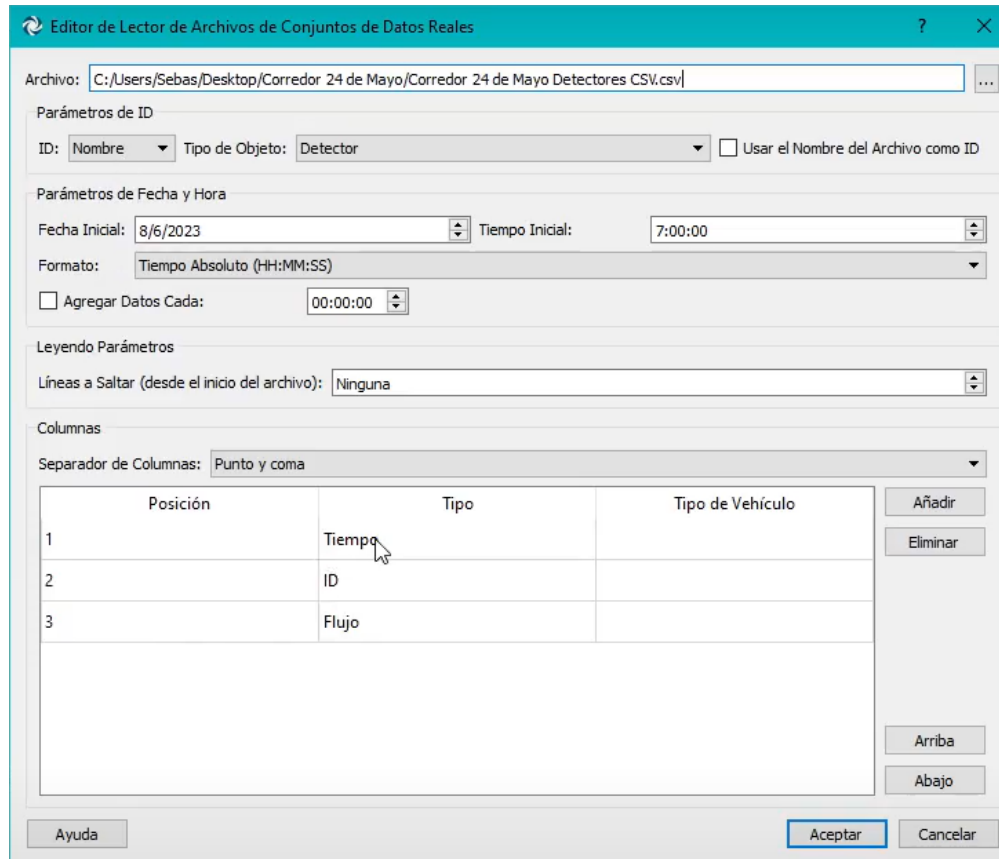 Editor de Lector de Archivos de Conjuntos de Datos Reales ? ×
Archivo: C:/Users/Sebas/Desktop/Corredor 24 de Mayo/Corredor 24 de Mayo Detectores CSV.csv ...
Parámetros de ID
ID: Nombre Tipo de Objeto: Detector Usar el Nombre del Archivo como ID
Parámetros de Fecha y Hora
Fecha Inicial: 8/6/2023 Tiempo Inicial: 7:00:00
Formato: Tiempo Absoluto (HH:MM:SS)
Agregar Datos Cada: 00:00:00
Leyendo Parámetros
Líneas a Saltar (desde el inicio del archivo): Ninguna
Columnas
Separador de Columnas: Punto y coma
Posición Tipo Tipo de Vehículo Añadir
1 Tiempo Eliminar
2 ID
3 Flujo
Arriba
Abajo
Ayuda Aceptar Cancelar